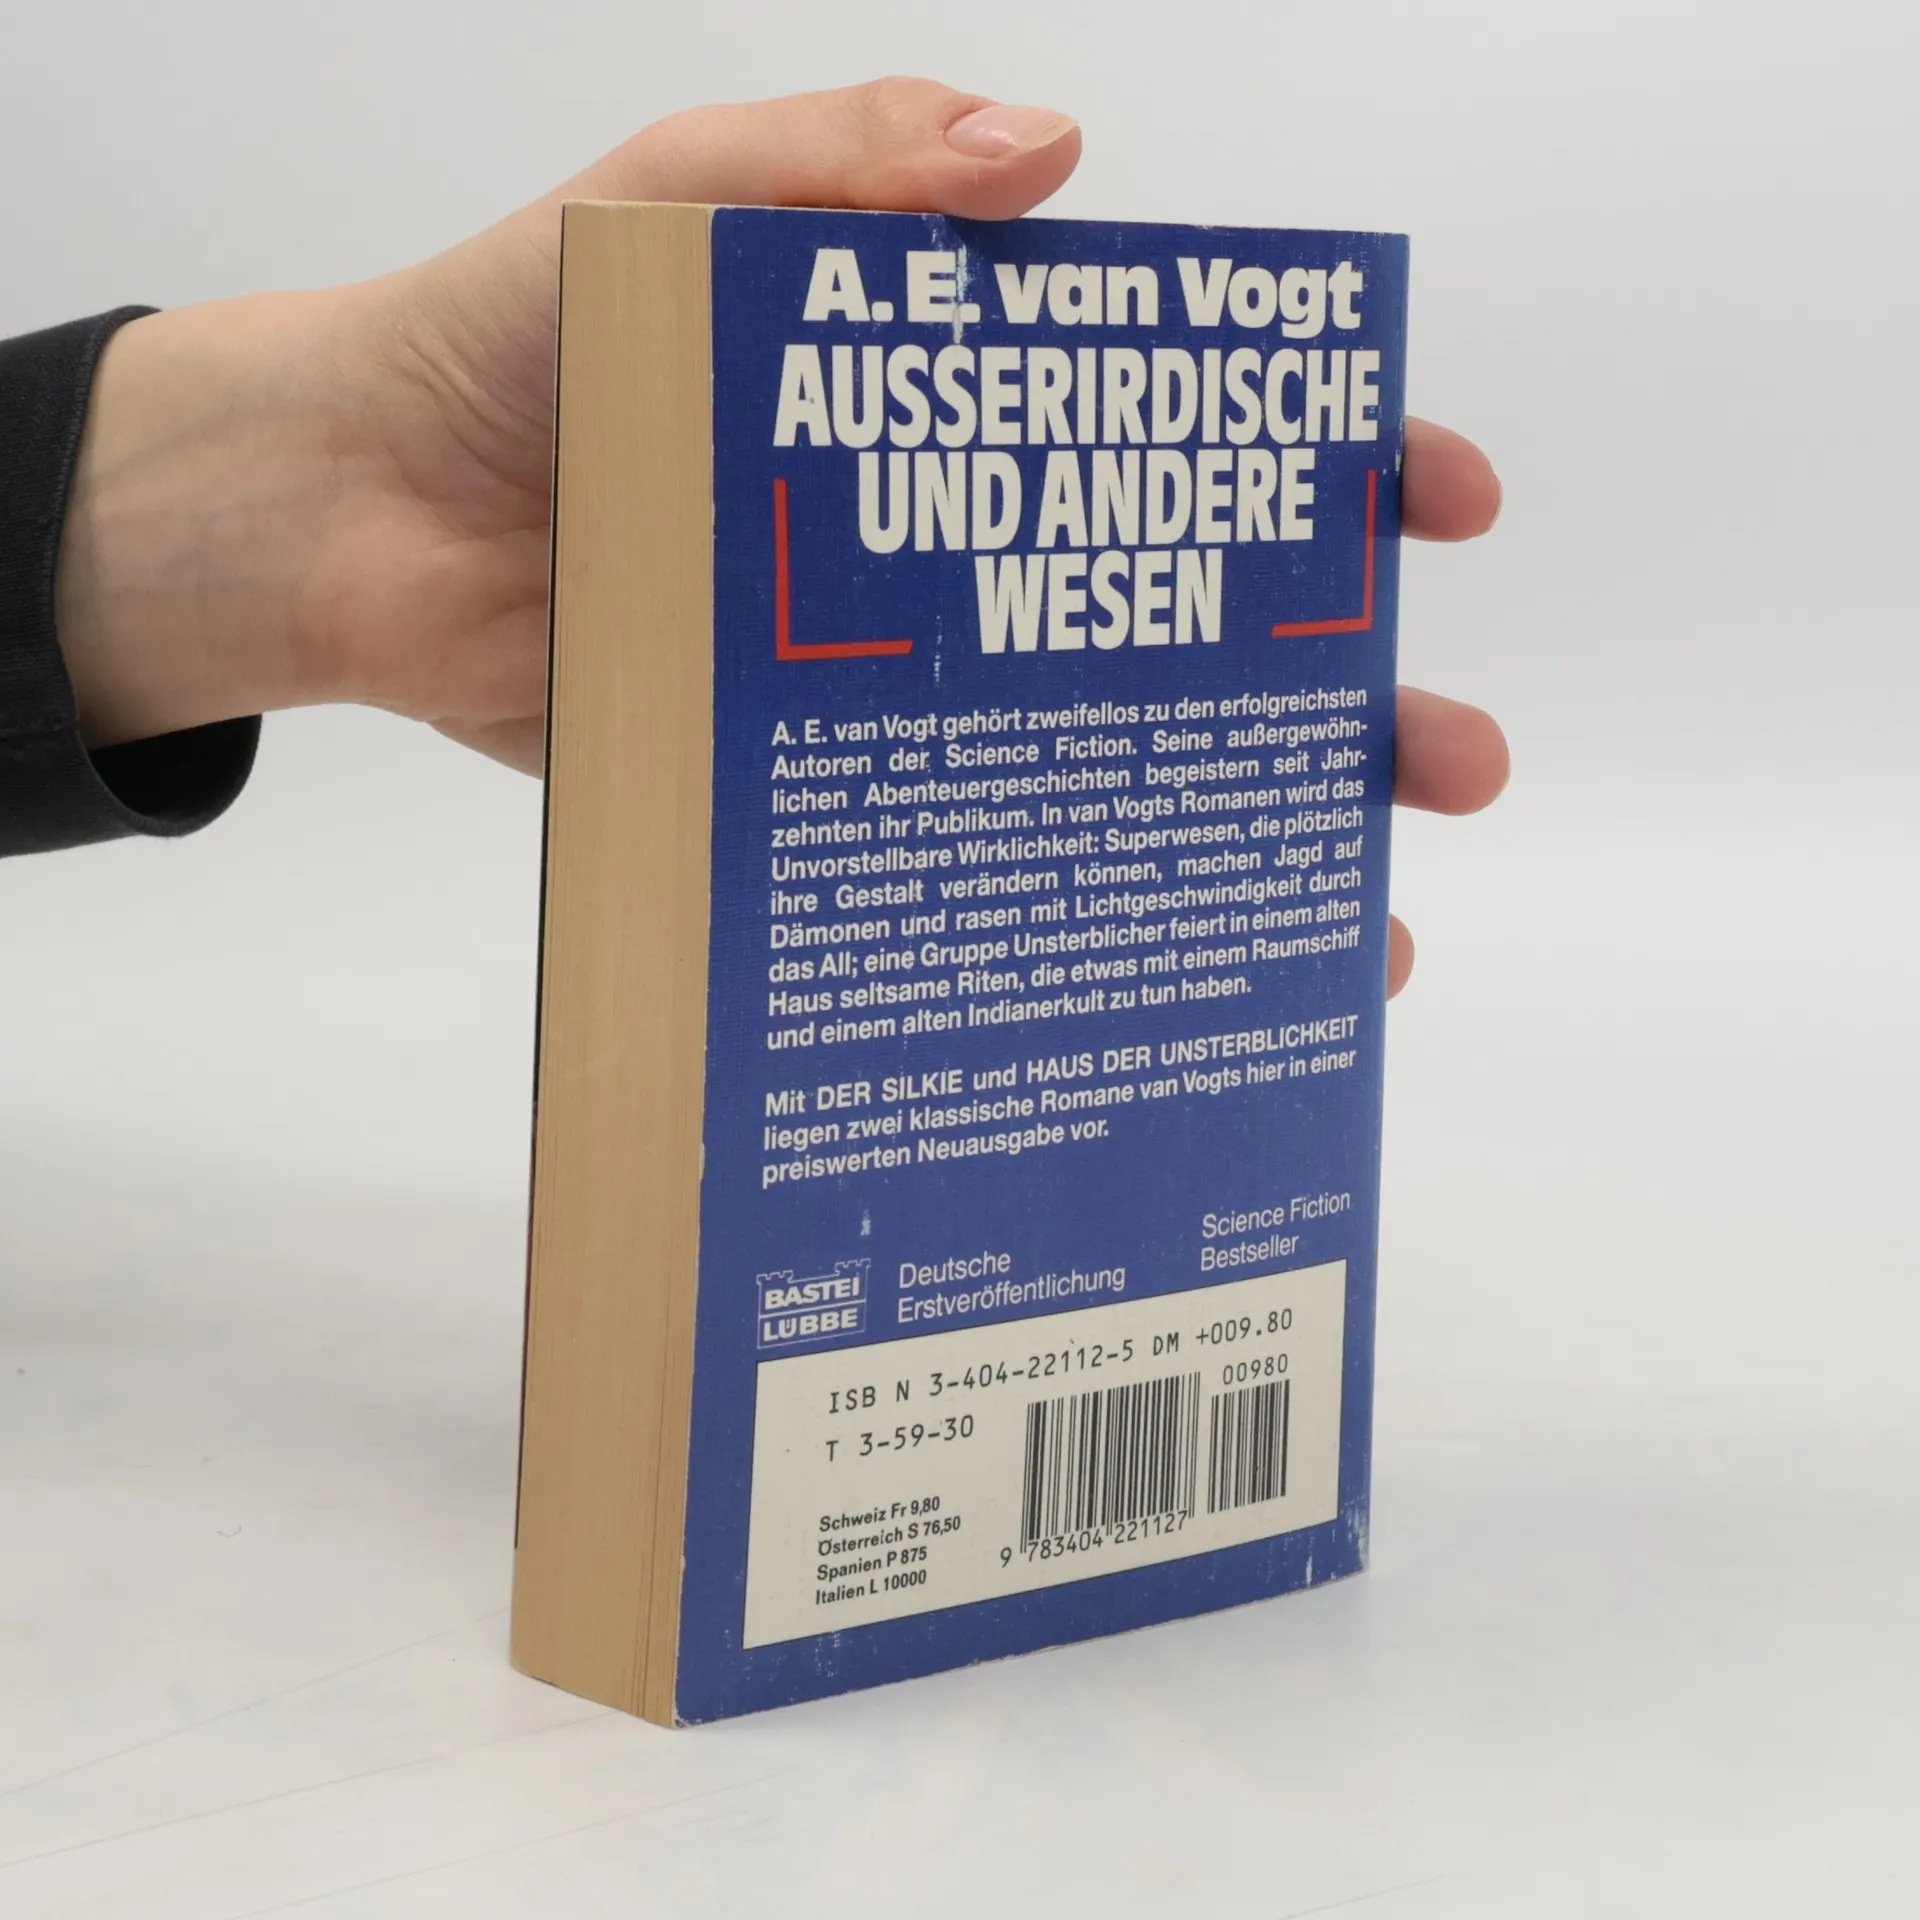 A. E. van Vogt
AUSSERIRDISCHE
UND ANDERE
WESEN
A. E. van Vogt gehört zweifellos zu den erfolgreichsten
Autoren der Science Fiction. Seine außergewöhn-
lichen Abenteuergeschichten begeistern seit Jahr-
zehnten ihr Publikum. In van Vogts Romanen wird das
Unvorstellbare Wirklichkeit: Superwesen, die plötzlich
ihre Gestalt verändern können, machen Jagd auf
Dämonen und rasen mit Lichtgeschwindigkeit durch
das All; eine Gruppe Unsterblicher feiert in einem alten
Haus seltsame Riten, die etwas mit einem Raumschiff
und einem alten Indianerkult zu tun haben.
Mit DER SILKIE und HAUS DER UNSTERBLICHKEIT
liegen zwei klassische Romane van Vogts hier in einer
preiswerten Neuausgabe vor.
BASTEI
LÜBBE
Deutsche
Erstveröffentlichung
Science Fiction
Bestseller
ISB N 3-404-22112-5 DM +009.80
T 3-59-30
00980
Schweiz Fr 9,80
Österreich S 76,50
Spanien P 875
Italien L 10000
9 783404 221127